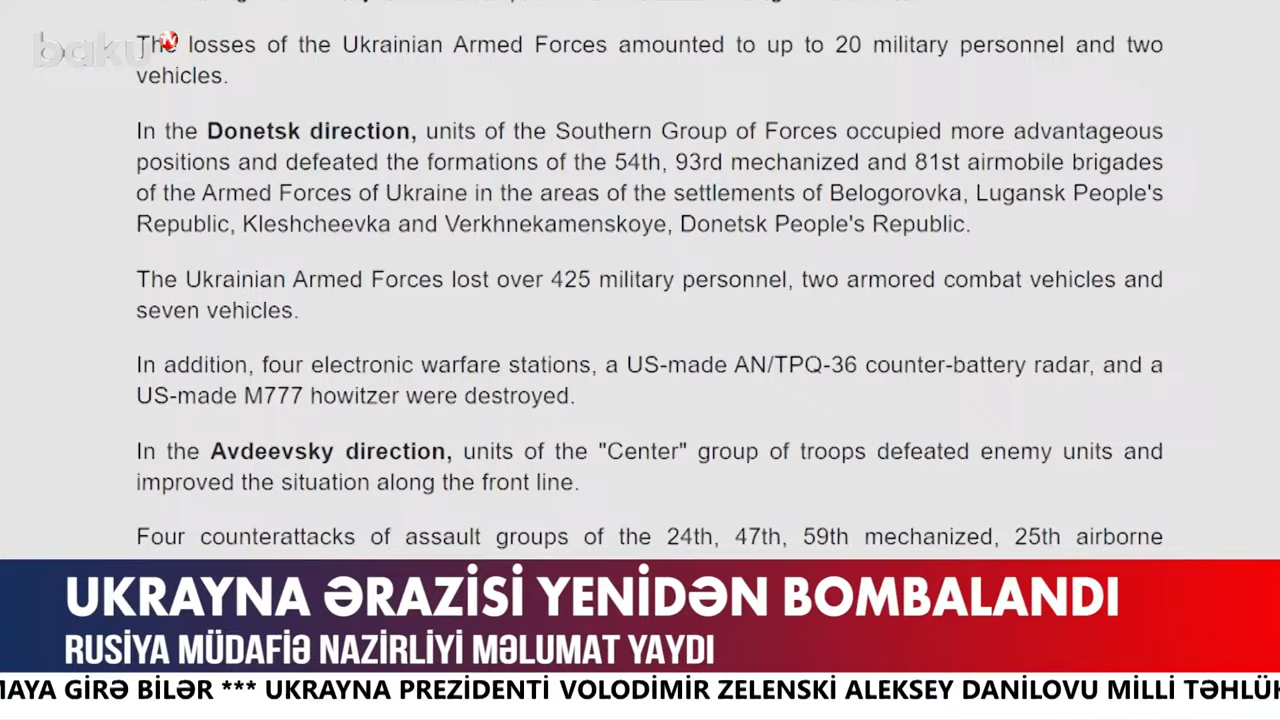 baku TV
The losses of the Ukrainian Armed Forces amounted to up to 20 military personnel and two
vehicles.
In the Donetsk direction, units of the Southern Group of Forces occupied more advantageous
positions and defeated the formations of the 54th, 93rd mechanized and 81st airmobile brigades
of the Armed Forces of Ukraine in the areas of the settlements of Belogorovka, Lugansk People's
Republic, Kleshcheevka and Verkhnekamenskoye, Donetsk People's Republic.
The Ukrainian Armed Forces lost over 425 military personnel, two armored combat vehicles and
seven vehicles.
In addition, four electronic warfare stations, a US-made AN/TPQ-36 counter-battery radar, and a
US-made M777 howitzer were destroyed.
In the Avdeevsky direction, units of the "Center" group of troops defeated enemy units and
improved the situation along the front line.
Four counterattacks of assault groups of the 24th, 47th, 59th mechanized, 25th airborne
UKRAYNA ƏRAZİSİ YENİDƏN BOMBALANDI
RUSİYA MÜDAFİƏ NAZİRLİYİ MƏLUMAT YAYDI
MAYA GİRƏ BİLƏR *** UKRAYNA PREZİDENTİ VOLODİMİR ZELENSKİ ALEKSEY DANİLOVU MİLLİ TƏHLÜK